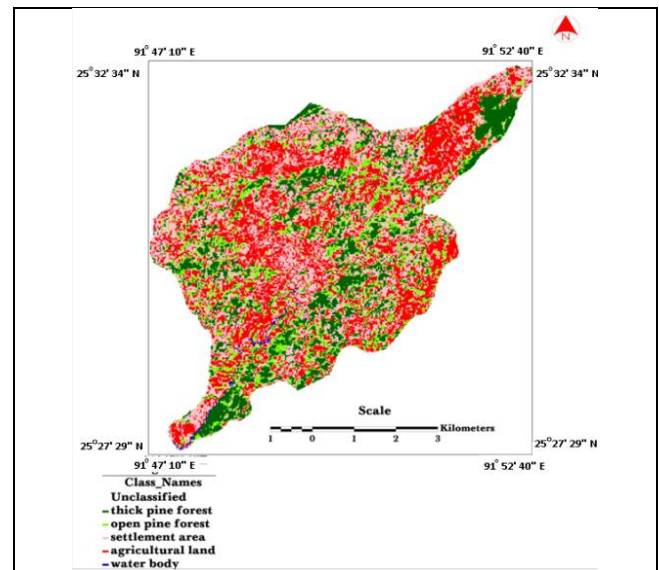 N
91° 47' 10" E 91° 52' 40" E
25° 32' 34" N 25° 32' 34" N
Scale
Kilometers
1 0 1 2 3
25° 27' 29" N 25° 27' 29" N
91° 47' 10" E 91° 52' 40" E
Class_Names
Unclassified
thick pine forest
open pine forest
settlement area
agricultural land
water body